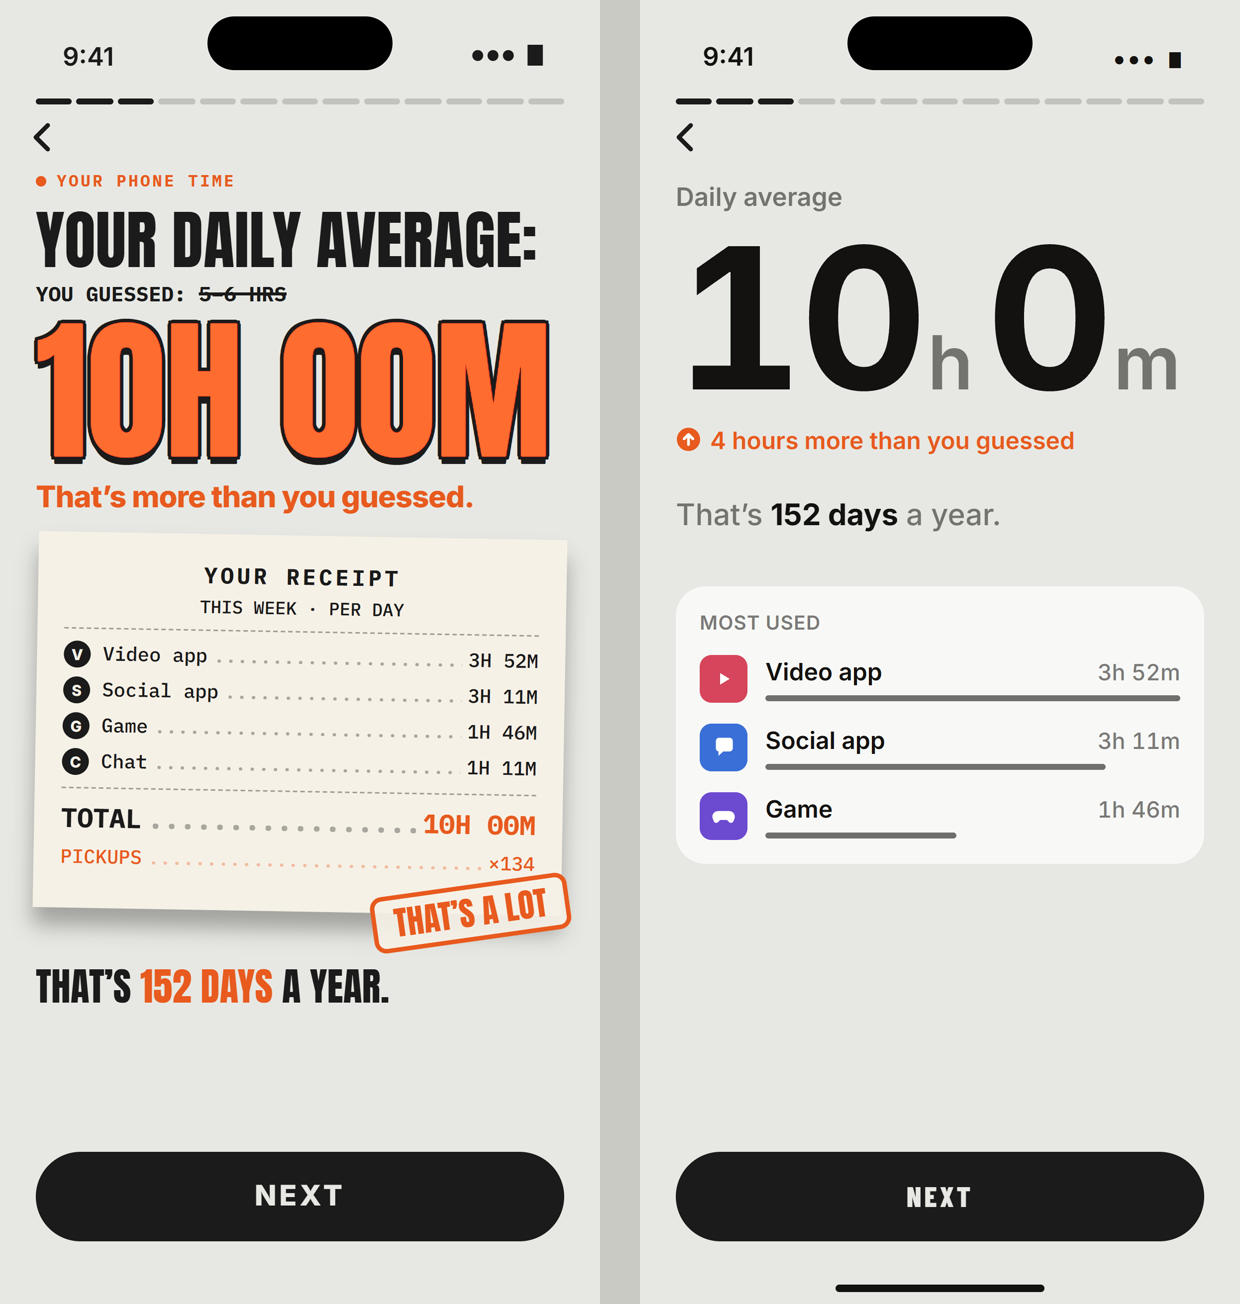 9:41
YOUR PHONE TIME
YOUR DAILY AVERAGE:
YOU GUESSED: 5–6 HRS
10H 00M
That’s more than you guessed.
YOUR RECEIPT
THIS WEEK · PER DAY
V Video app 3H 52M
S Social app 3H 11M
G Game 1H 46M
C Chat 1H 11M
TOTAL 10H 00M
PICKUPS ×134
THAT’S A LOT
THAT’S 152 DAYS A YEAR.
NEXT
9:41
Daily average
10h 0m
4 hours more than you guessed
That’s 152 days a year.
MOST USED
Video app 3h 52m
Social app 3h 11m
Game 1h 46m
NEXT